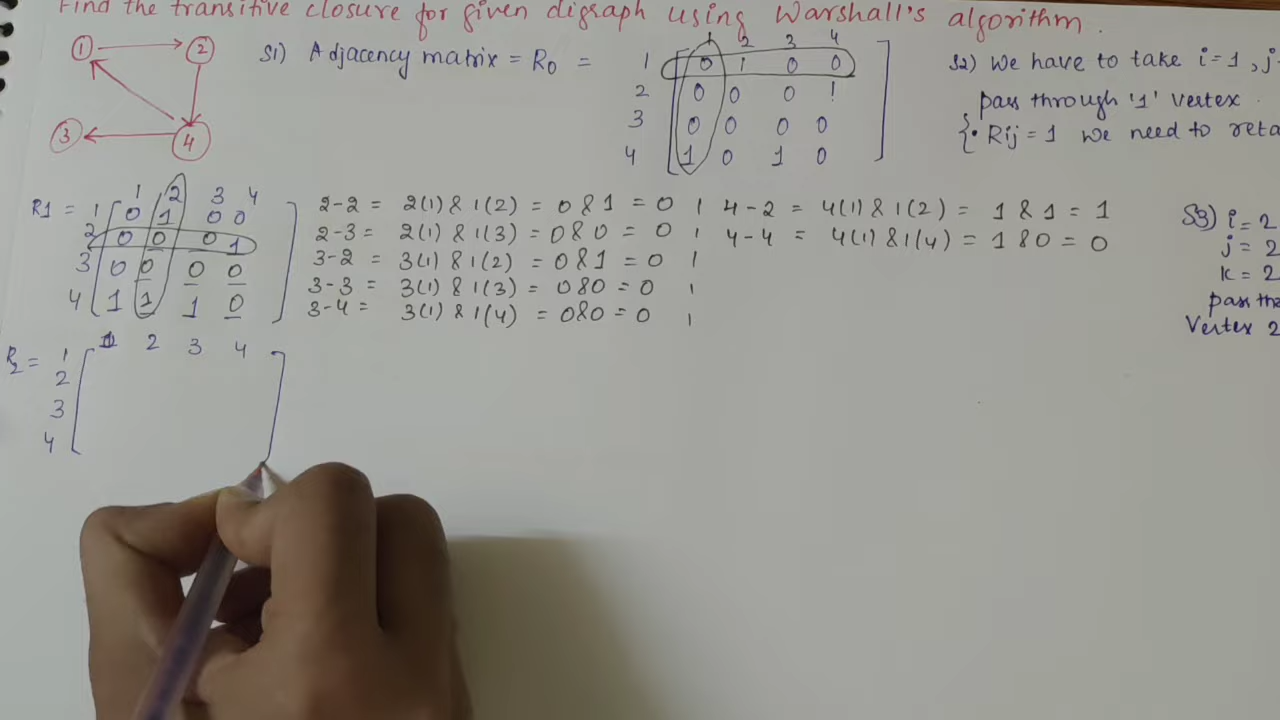 Find the transitive closure for given digraph using Warshall's algorithm.
1 2 3 4
S1) Adjacency matrix = R0 =
1 2 3 4
1 0 1 0 0
2 0 0 0 1
3 0 0 0 0
4 1 0 1 0
S2) We have to take i=1, j-
pass through '1' vertex.
{• Rij = 1 we need to reta
R1 =
1 2 3 4
1 0 1 0 0
2 0 0 0 1
3 0 0 0 0
4 1 1 1 0
2-2 = 2(1) & 1(2) = 0 & 1 = 0
2-3 = 2(1) & 1(3) = 0 & 0 = 0
3-2 = 3(1) & 1(2) = 0 & 1 = 0
3-3 = 3(1) & 1(3) = 0 & 0 = 0
3-4 = 3(1) & 1(4) = 0 & 0 = 0
4-2 = 4(1) & 1(2) = 1 & 1 = 1
4-4 = 4(1) & 1(4) = 1 & 0 = 0
S3) i = 2
j = 2
k = 2
pass the
Vertex 2
R2 =
1 2 3 4
1
2
3
4